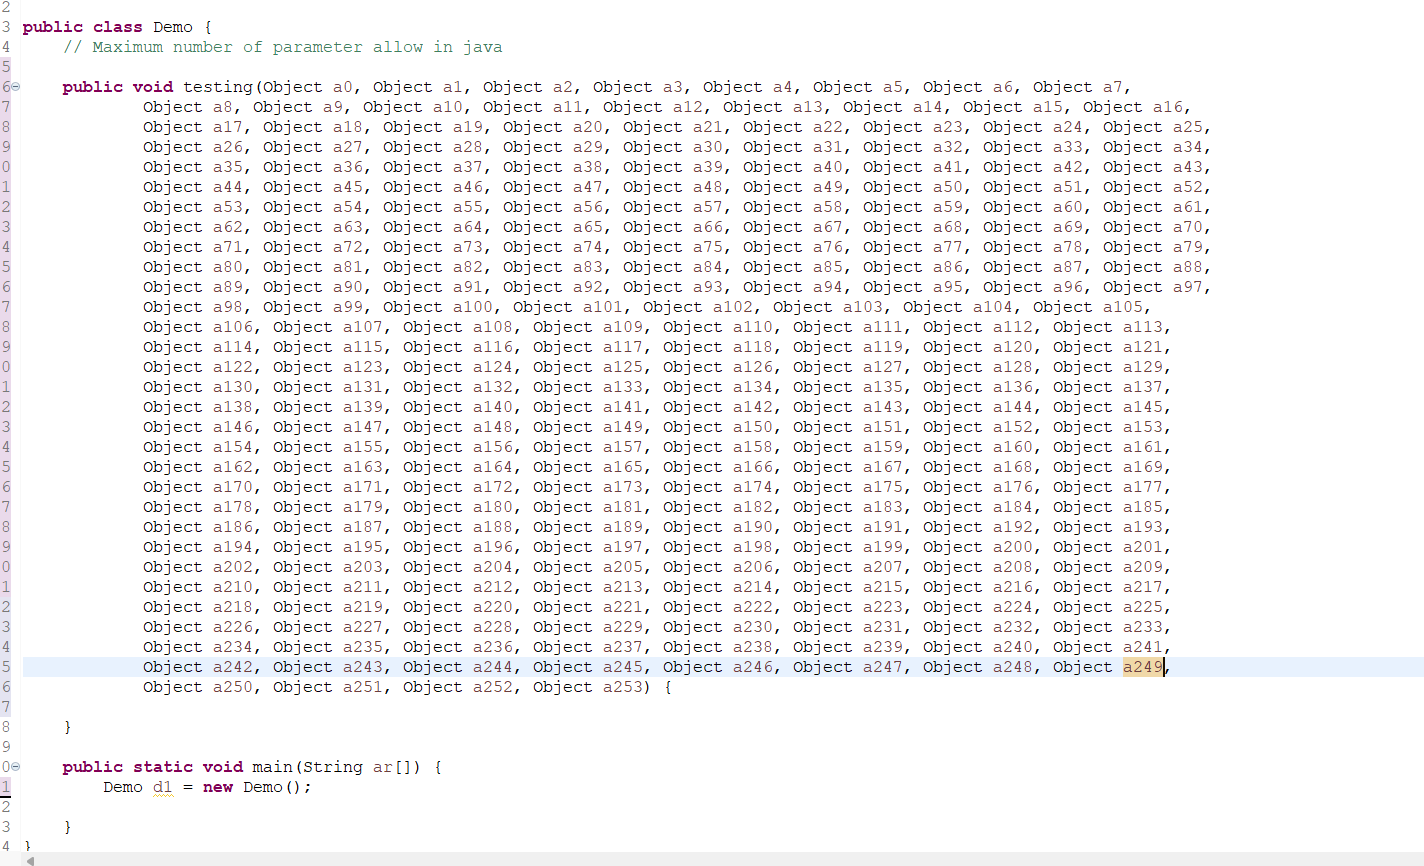 2
3 public class Demo {
4 // Maximum number of parameter allow in java
5
6 public void testing(Object a0, Object a1, Object a2, Object a3, Object a4, Object a5, Object a6, Object a7,
7 Object a8, Object a9, Object a10, Object a11, Object a12, Object a13, Object a14, Object a15, Object a16,
8 Object a17, Object a18, Object a19, Object a20, Object a21, Object a22, Object a23, Object a24, Object a25,
9 Object a26, Object a27, Object a28, Object a29, Object a30, Object a31, Object a32, Object a33, Object a34,
0 Object a35, Object a36, Object a37, Object a38, Object a39, Object a40, Object a41, Object a42, Object a43,
1 Object a44, Object a45, Object a46, Object a47, Object a48, Object a49, Object a50, Object a51, Object a52,
2 Object a53, Object a54, Object a55, Object a56, Object a57, Object a58, Object a59, Object a60, Object a61,
3 Object a62, Object a63, Object a64, Object a65, Object a66, Object a67, Object a68, Object a69, Object a70,
4 Object a71, Object a72, Object a73, Object a74, Object a75, Object a76, Object a77, Object a78, Object a79,
5 Object a80, Object a81, Object a82, Object a83, Object a84, Object a85, Object a86, Object a87, Object a88,
6 Object a89, Object a90, Object a91, Object a92, Object a93, Object a94, Object a95, Object a96, Object a97,
7 Object a98, Object a99, Object a100, Object a101, Object a102, Object a103, Object a104, Object a105,
8 Object a106, Object a107, Object a108, Object a109, Object a110, Object a111, Object a112, Object a113,
9 Object a114, Object a115, Object a116, Object a117, Object a118, Object a119, Object a120, Object a121,
0 Object a122, Object a123, Object a124, Object a125, Object a126, Object a127, Object a128, Object a129,
1 Object a130, Object a131, Object a132, Object a133, Object a134, Object a135, Object a136, Object a137,
2 Object a138, Object a139, Object a140, Object a141, Object a142, Object a143, Object a144, Object a145,
3 Object a146, Object a147, Object a148, Object a149, Object a150, Object a151, Object a152, Object a153,
4 Object a154, Object a155, Object a156, Object a157, Object a158, Object a159, Object a160, Object a161,
5 Object a162, Object a163, Object a164, Object a165, Object a166, Object a167, Object a168, Object a169,
6 Object a170, Object a171, Object a172, Object a173, Object a174, Object a175, Object a176, Object a177,
7 Object a178, Object a179, Object a180, Object a181, Object a182, Object a183, Object a184, Object a185,
8 Object a186, Object a187, Object a188, Object a189, Object a190, Object a191, Object a192, Object a193,
9 Object a194, Object a195, Object a196, Object a197, Object a198, Object a199, Object a200, Object a201,
0 Object a202, Object a203, Object a204, Object a205, Object a206, Object a207, Object a208, Object a209,
1 Object a210, Object a211, Object a212, Object a213, Object a214, Object a215, Object a216, Object a217,
2 Object a218, Object a219, Object a220, Object a221, Object a222, Object a223, Object a224, Object a225,
3 Object a226, Object a227, Object a228, Object a229, Object a230, Object a231, Object a232, Object a233,
4 Object a234, Object a235, Object a236, Object a237, Object a238, Object a239, Object a240, Object a241,
5 Object a242, Object a243, Object a244, Object a245, Object a246, Object a247, Object a248, Object a249,
6 Object a250, Object a251, Object a252, Object a253) {
7
8 }
9
0 public static void main(String ar[]) {
1 Demo d1 = new Demo();
2
3 }
4 }